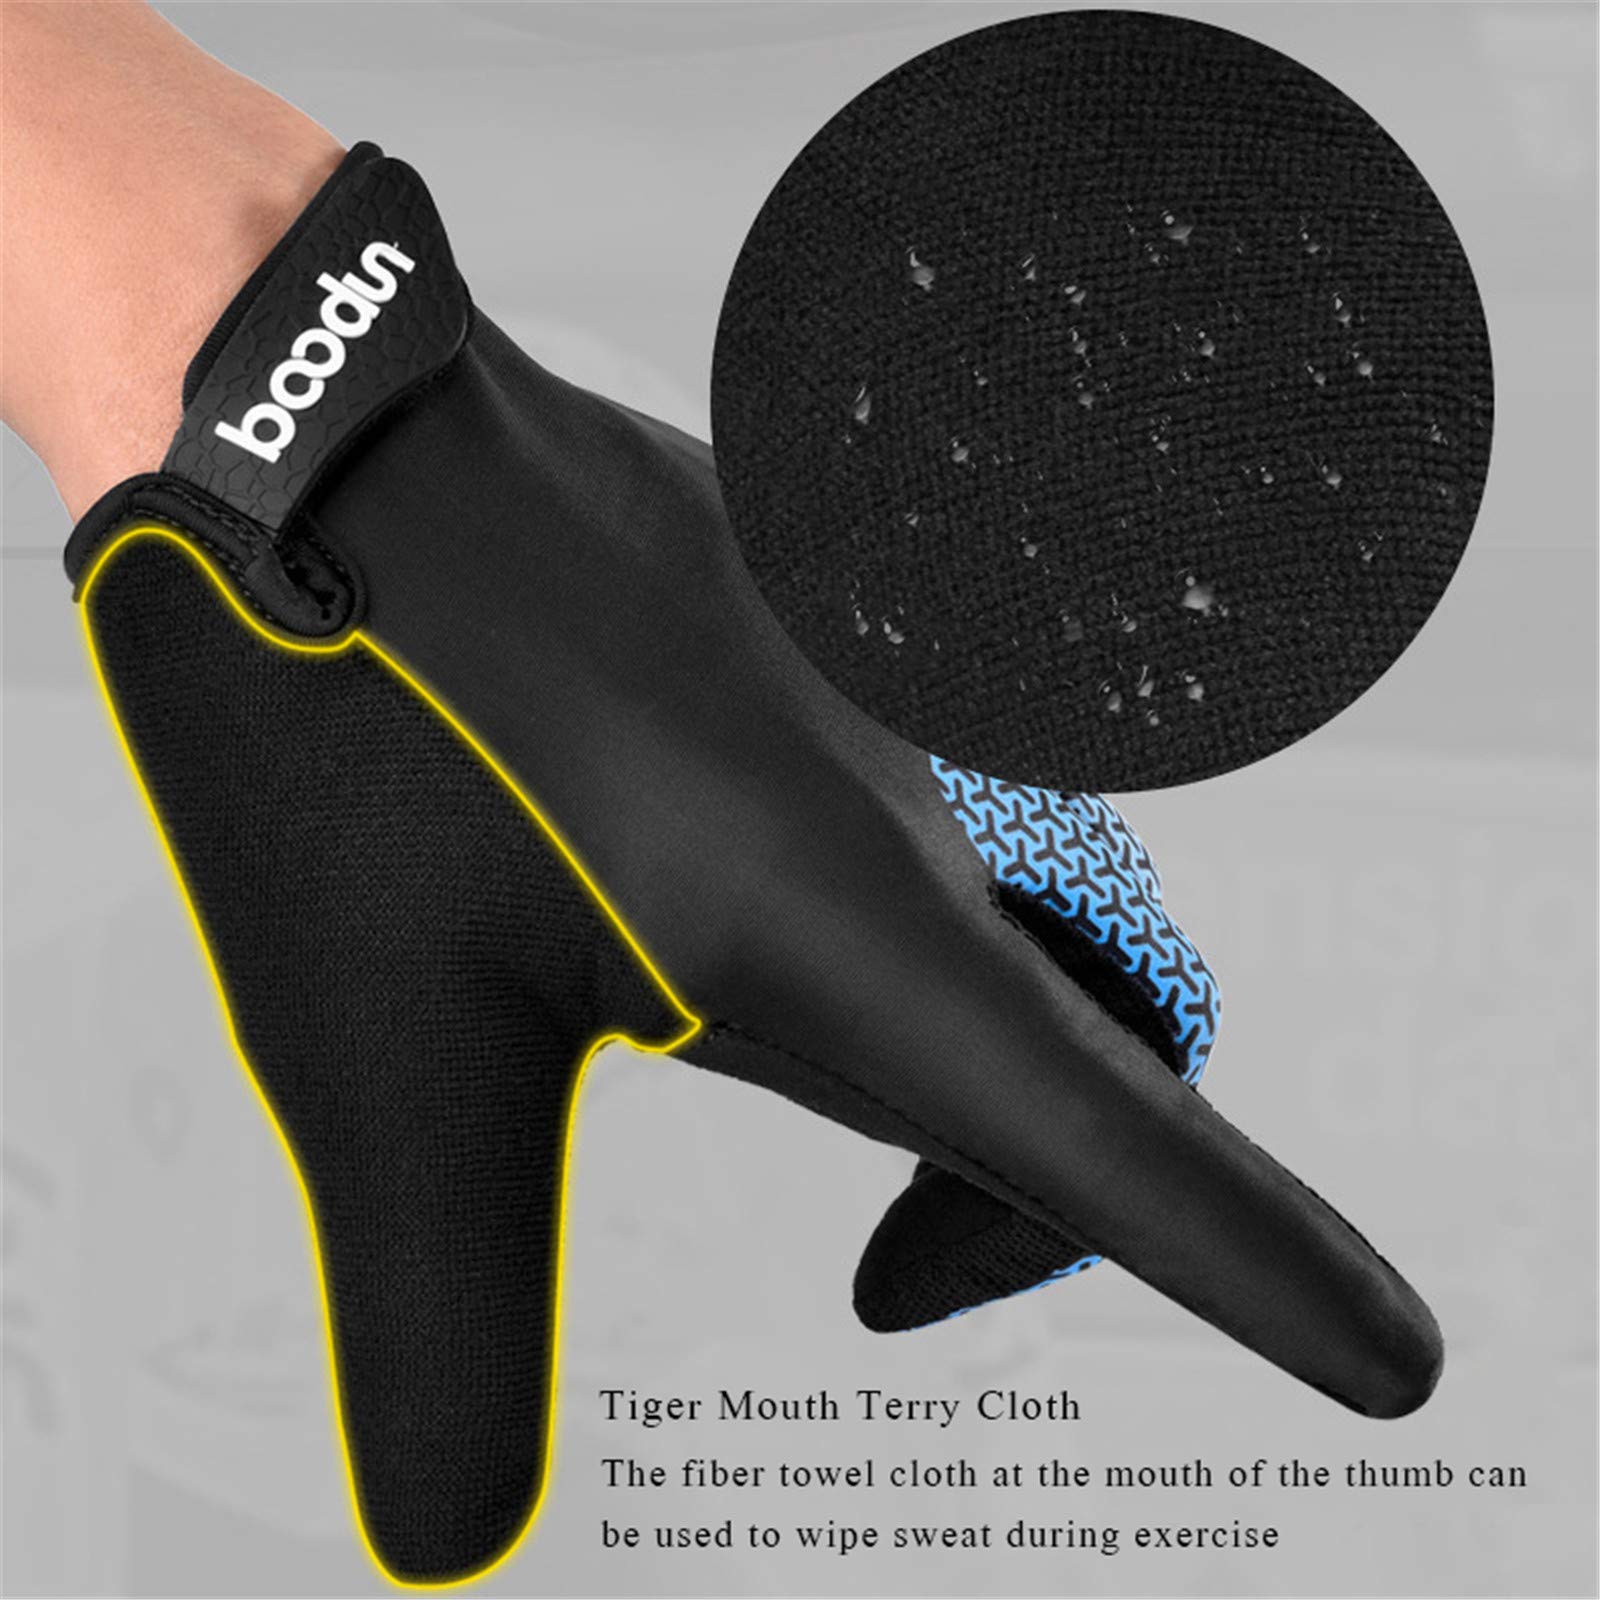 boodun
Tiger Mouth Terry Cloth
The fiber towel cloth at the mouth of the thumb can
be used to wipe sweat during exercise